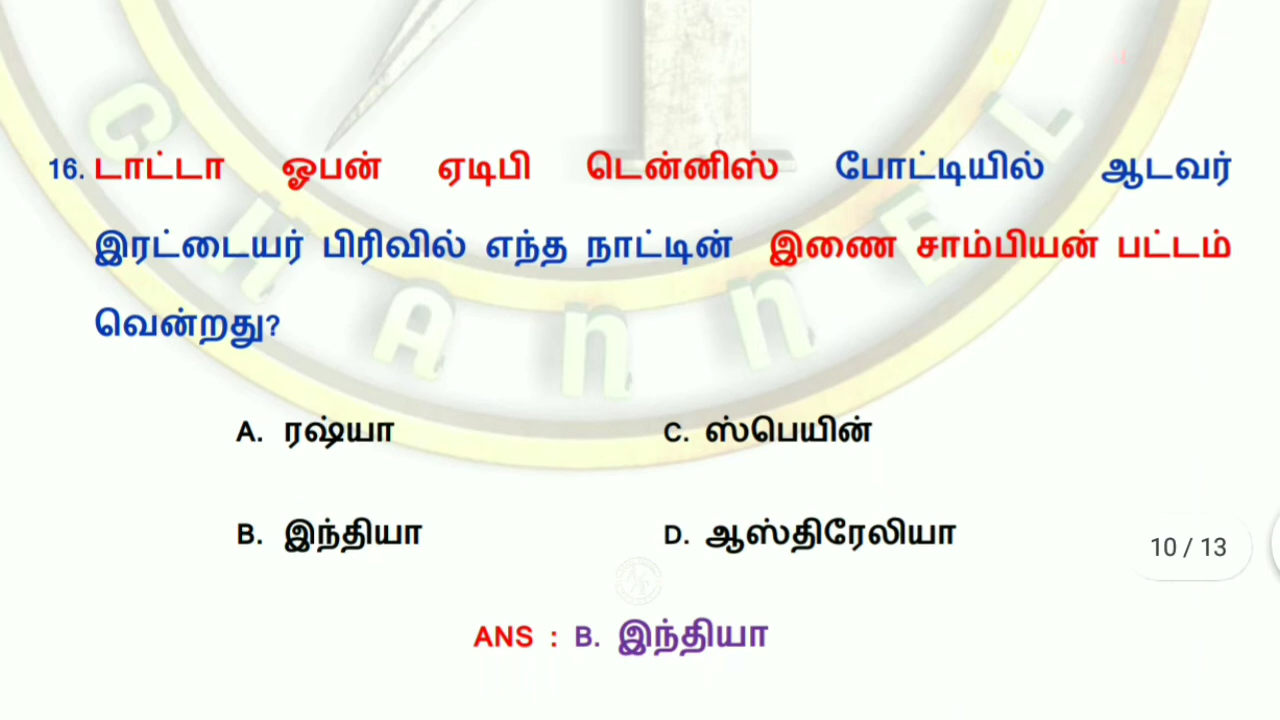 16. டாட்டா ஓபன் ஏடிபி டென்னிஸ் போட்டியில் ஆடவர்
இரட்டையர் பிரிவில் எந்த நாட்டின் இணை சாம்பியன் பட்டம்
வென்றது?
A. ரஷ்யா C. ஸ்பெயின்
B. இந்தியா D. ஆஸ்திரேலியா
10 / 13
ANS : B. இந்தியா
CHANNEL